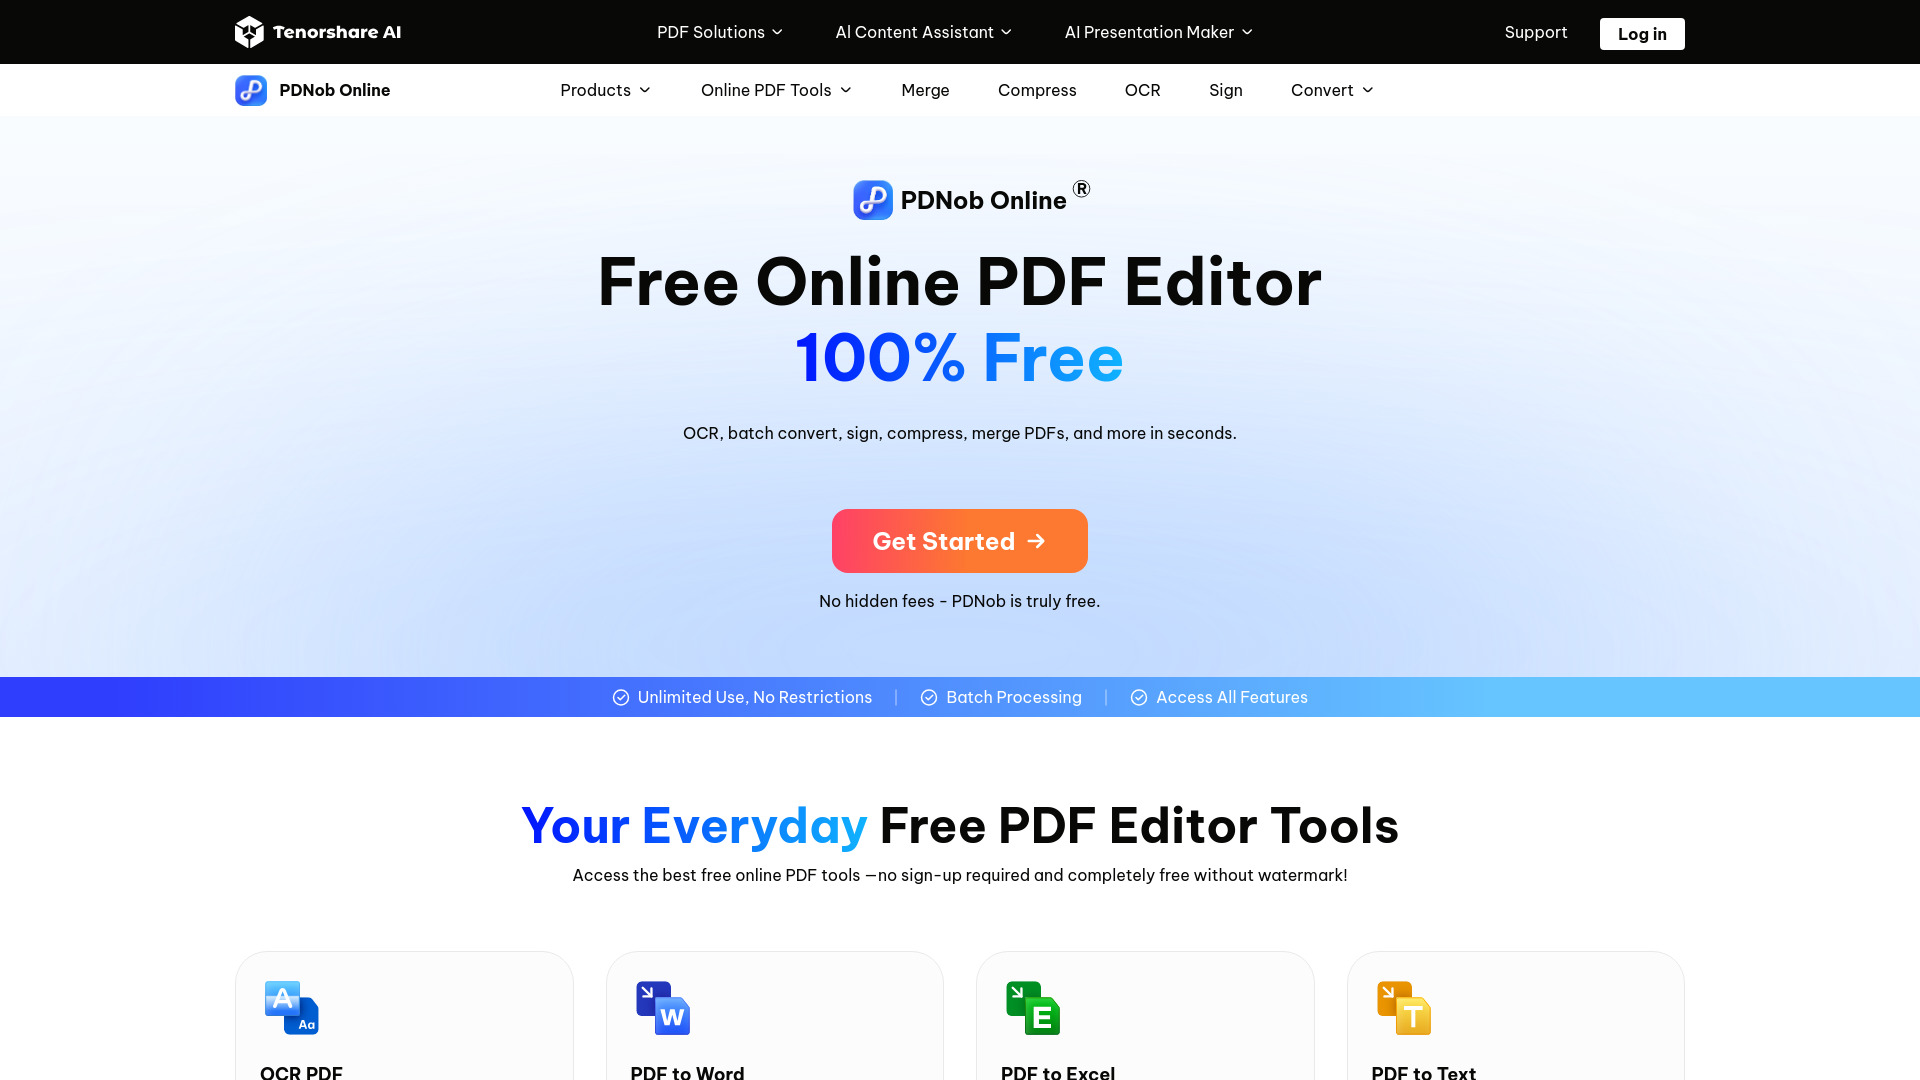 Tenorshare AI
PDF Solutions
AI Content Assistant
AI Presentation Maker
Support
Log in
PDNob Online
Products
Online PDF Tools
Merge
Compress
OCR
Sign
Convert
PDNob Online ®
Free Online PDF Editor
100% Free
OCR, batch convert, sign, compress, merge PDFs, and more in seconds.
Get Started →
No hidden fees - PDNob is truly free.
Unlimited Use, No Restrictions | Batch Processing | Access All Features
Your Everyday Free PDF Editor Tools
Access the best free online PDF tools —no sign-up required and completely free without watermark!
A
Aa
W
E
T
OCR PDF
PDF to Word
PDF to Excel
PDF to Text